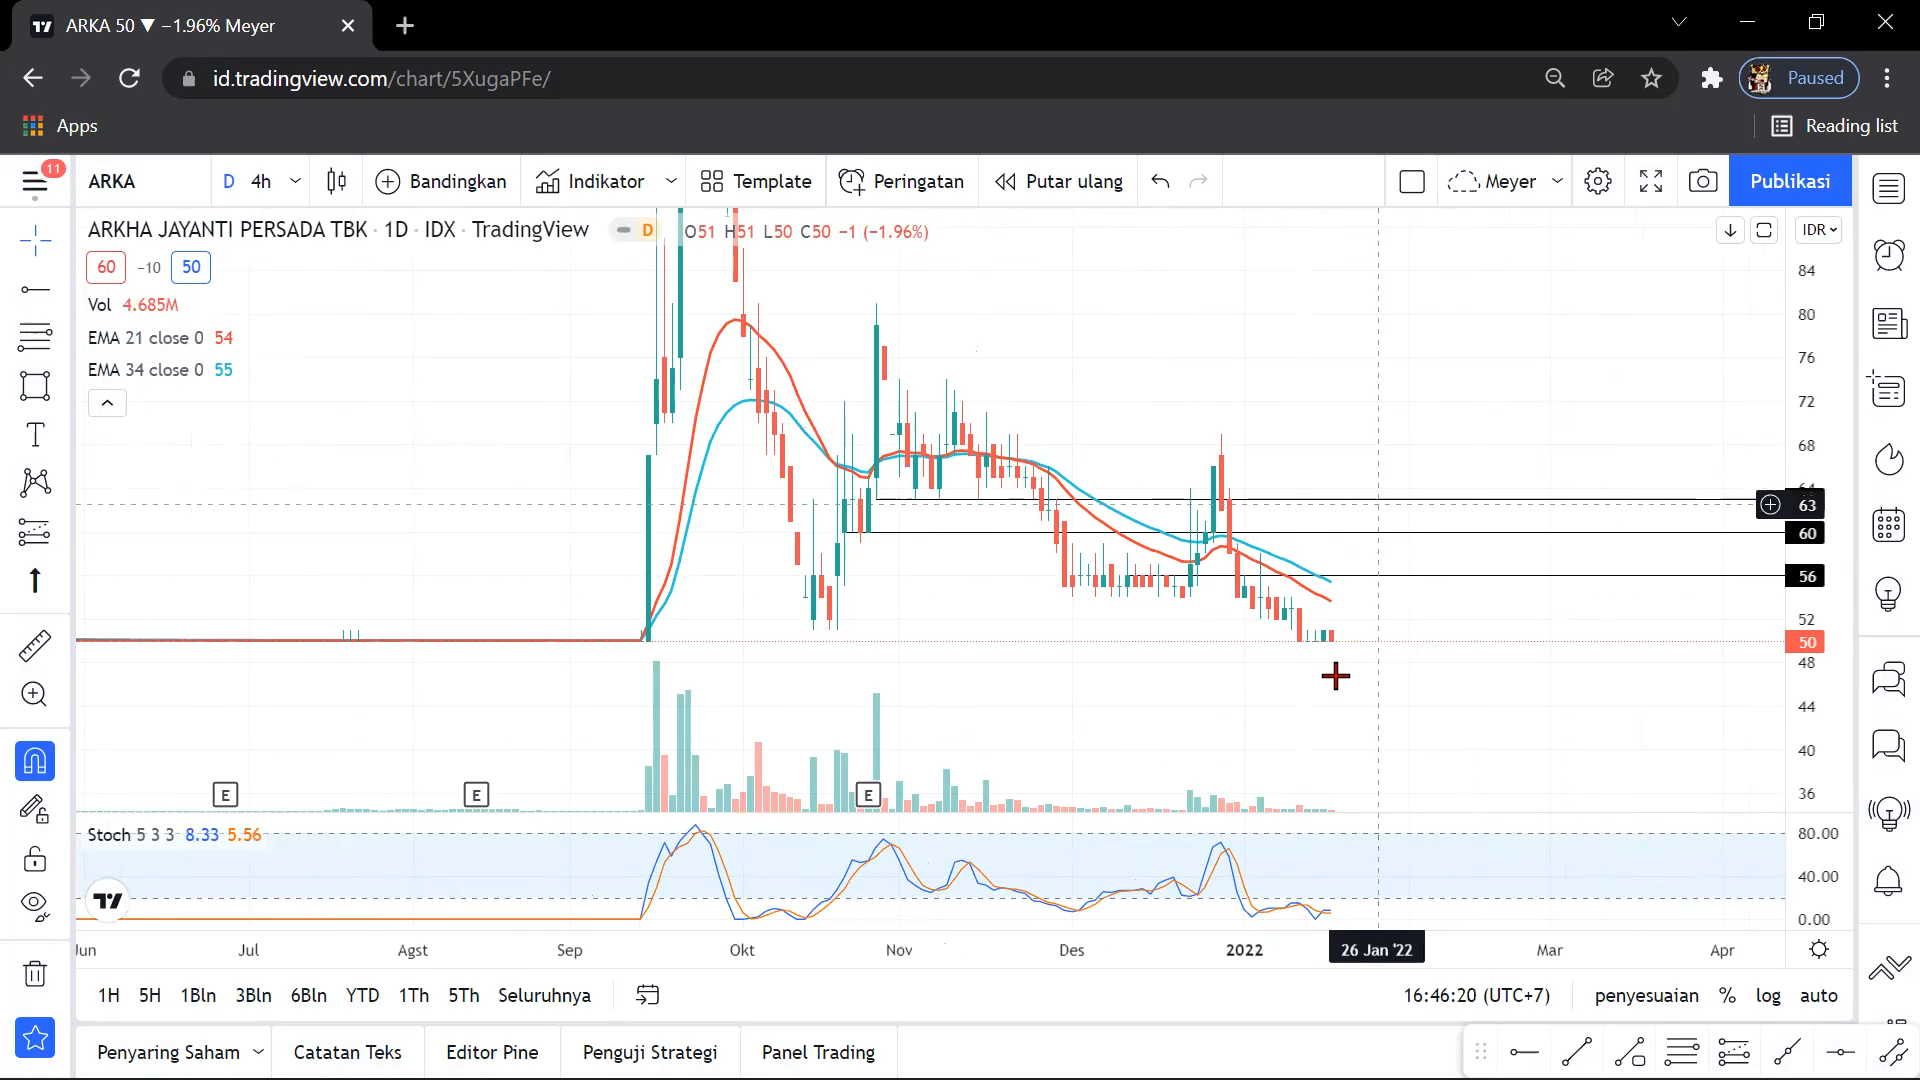 ARKA 50 ▼ −1.96% Meyer
id.tradingview.com/chart/5XugaPFe/
Paused
Apps
Reading list
11
ARKA
D 4h
Bandingkan
Indikator
Template
Peringatan
Putar ulang
Meyer
Publikasi
ARKHA JAYANTI PERSADA TBK · 1D · IDX · TradingView
D
O51 H51 L50 C50 −1 (−1.96%)
IDR
60 −10 50
Vol 4.685M
EMA 21 close 0 54
EMA 34 close 0 55
84
80
76
72
68
64
63
60
56
52
50
48
44
40
36
E
E
E
Stoch 5 3 3 8.33 5.56
80.00
40.00
0.00
Jun Jul Agst Sep Okt Nov Des 2022 26 Jan '22 Mar Apr
1H 5H 1Bln 3Bln 6Bln YTD 1Th 5Th Seluruhnya
16:46:20 (UTC+7) penyesuaian % log auto
Penyaring Saham Catatan Teks Editor Pine Penguji Strategi Panel Trading